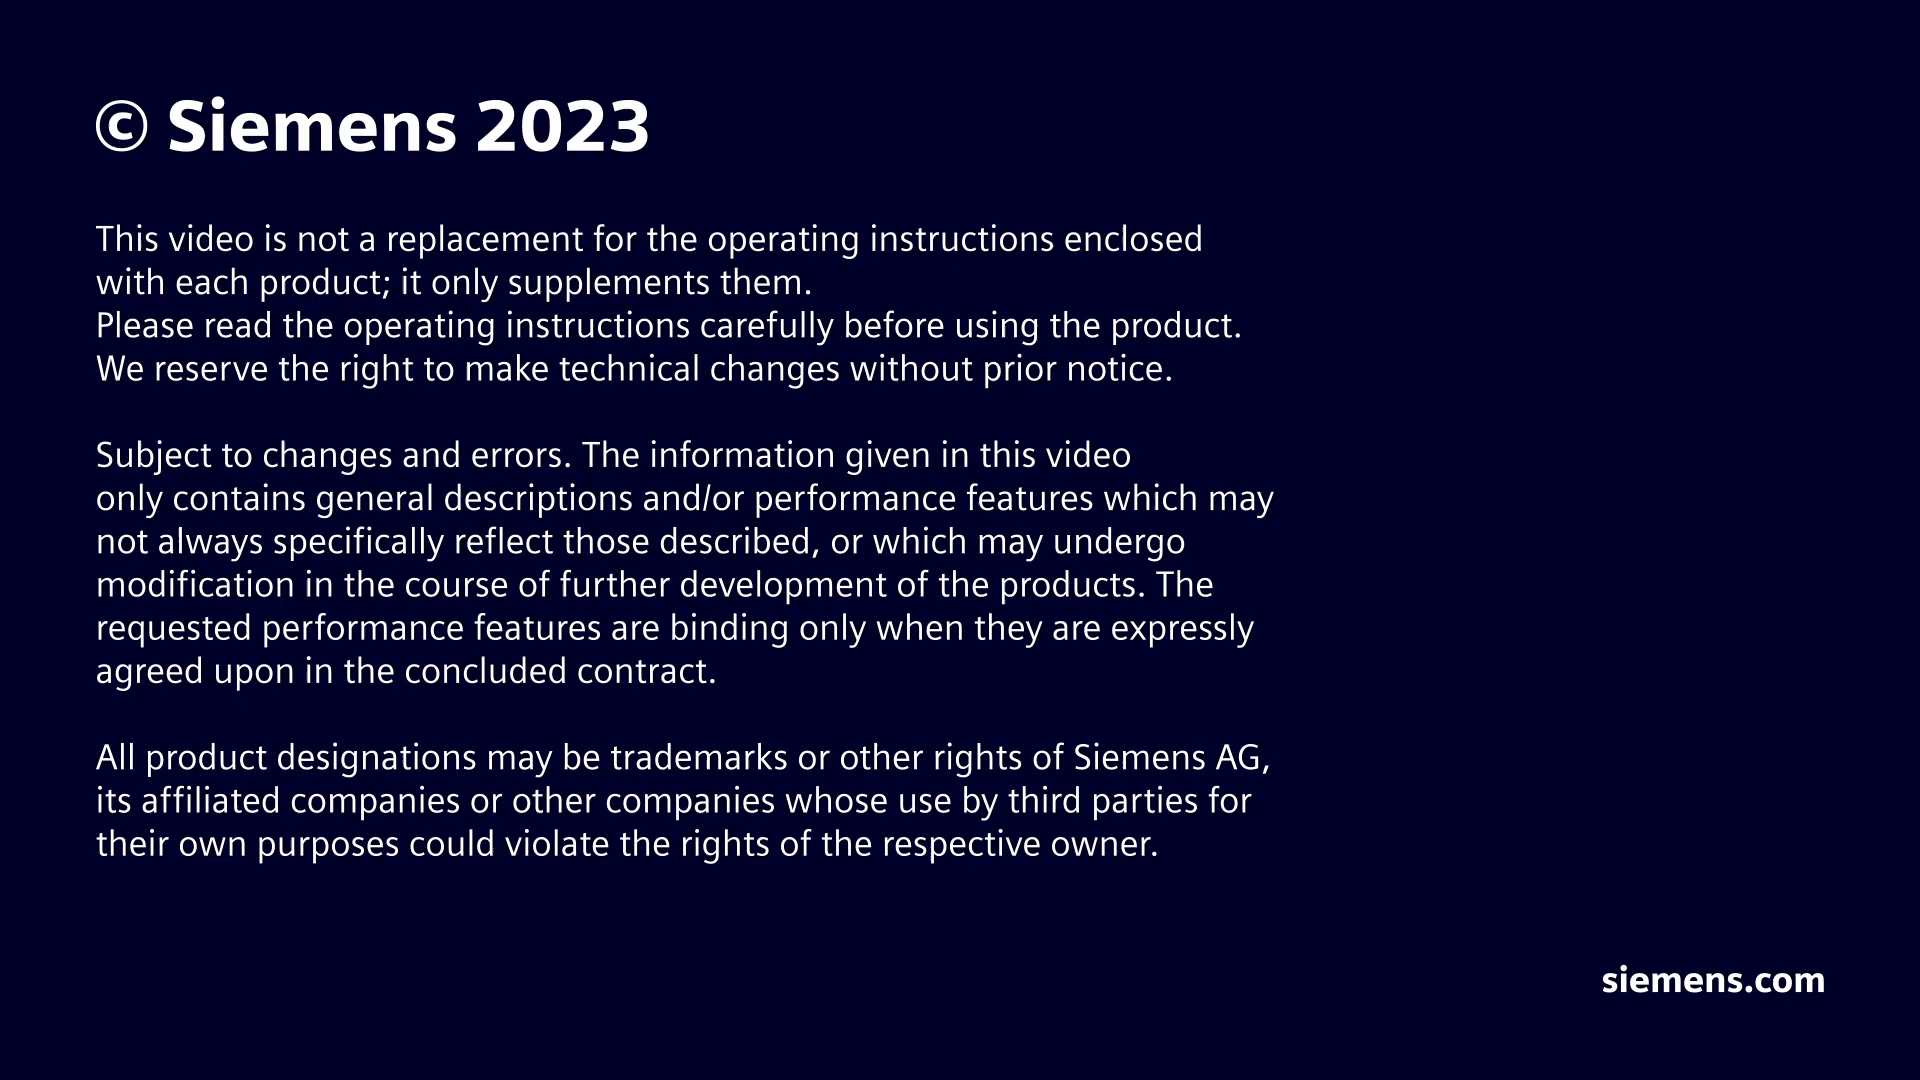 © Siemens 2023
This video is not a replacement for the operating instructions enclosed
with each product; it only supplements them.
Please read the operating instructions carefully before using the product.
We reserve the right to make technical changes without prior notice.
Subject to changes and errors. The information given in this video
only contains general descriptions and/or performance features which may
not always specifically reflect those described, or which may undergo
modification in the course of further development of the products. The
requested performance features are binding only when they are expressly
agreed upon in the concluded contract.
All product designations may be trademarks or other rights of Siemens AG,
its affiliated companies or other companies whose use by third parties for
their own purposes could violate the rights of the respective owner.
siemens.com